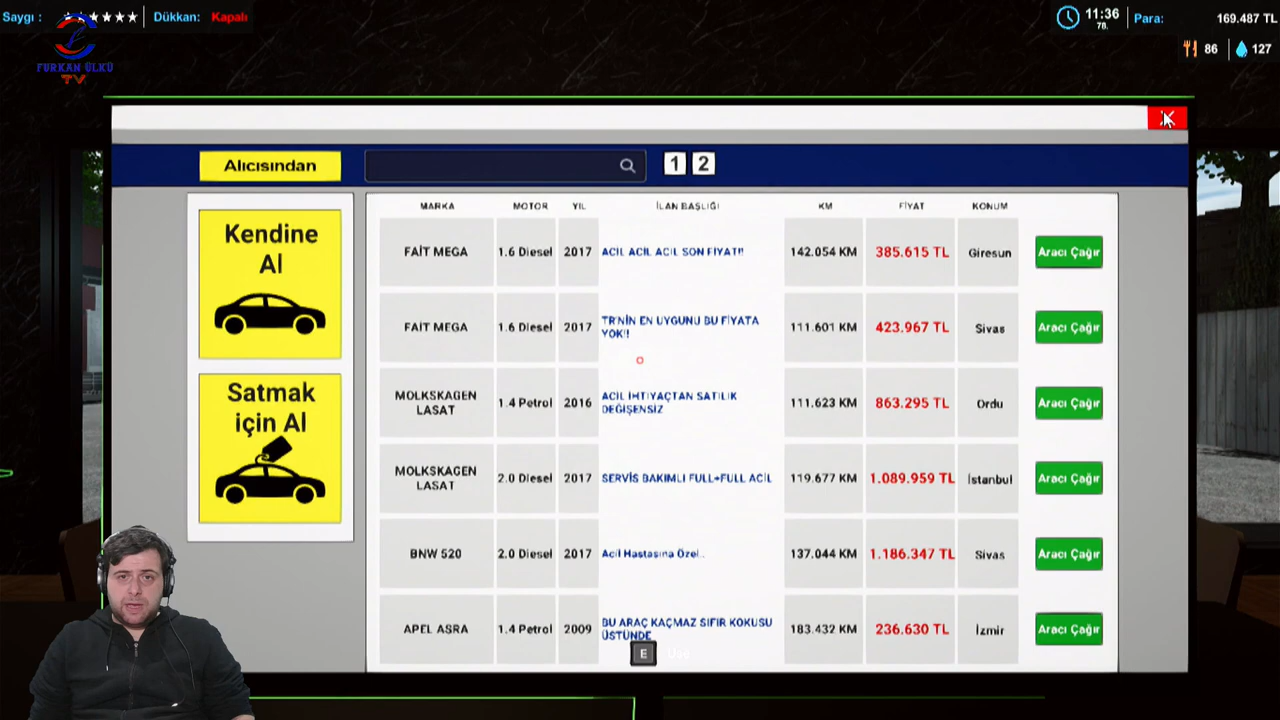 Saygı :
Dükkan: Kapalı
11:36
78.
Para: 169.487 TL
86
127
FURKAN ÜLKÜ
TV
Alıcısından
1 2
Kendine
Al
Satmak
için Al
MARKA MOTOR YIL İLAN BAŞLIĞI KM FİYAT KONUM
FAİT MEGA 1.6 Diesel 2017 ACİL ACİL ACİL SON FİYAT!! 142.054 KM 385.615 TL Giresun Aracı Çağır
FAİT MEGA 1.6 Diesel 2017 TR'NİN EN UYGUNU BU FİYATA 111.601 KM 423.967 TL Sivas Aracı Çağır
YOK!!
MOLKSKAGEN
LASAT 1.4 Petrol 2016 ACİL İHTİYAÇTAN SATILIK 111.623 KM 863.295 TL Ordu Aracı Çağır
DEĞİŞENSİZ
MOLKSKAGEN
LASAT 2.0 Diesel 2017 SERVİS BAKIMLI FULL+FULL ACİL 119.677 KM 1.089.959 TL İstanbul Aracı Çağır
BNW 520 2.0 Diesel 2017 Acil Hastasına Özel.. 137.044 KM 1.186.347 TL Sivas Aracı Çağır
APEL ASRA 1.4 Petrol 2009 BU ARAÇ KAÇMAZ SIFIR KOKUSU 183.432 KM 236.630 TL İzmir Aracı Çağır
ÜSTÜNDE
E